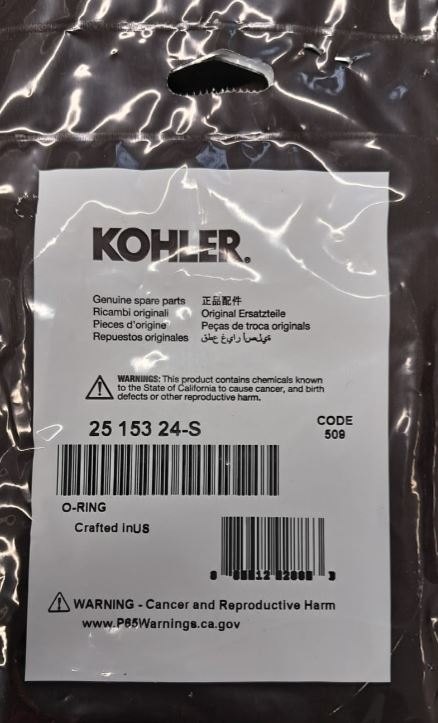 KOHLER.
Genuine spare parts 正品配件
Ricambi originali Original Ersatzteile
Pieces d'origine Peças de troca originals
Repuestos originales
WARNINGS: This product contains chemicals known
to the State of California to cause cancer, and birth
defects or other reproductive harm.
25 153 24-S
CODE
509
O-RING
Crafted inUS
WARNING - Cancer and Reproductive Harm
www.P65Warnings.ca.gov